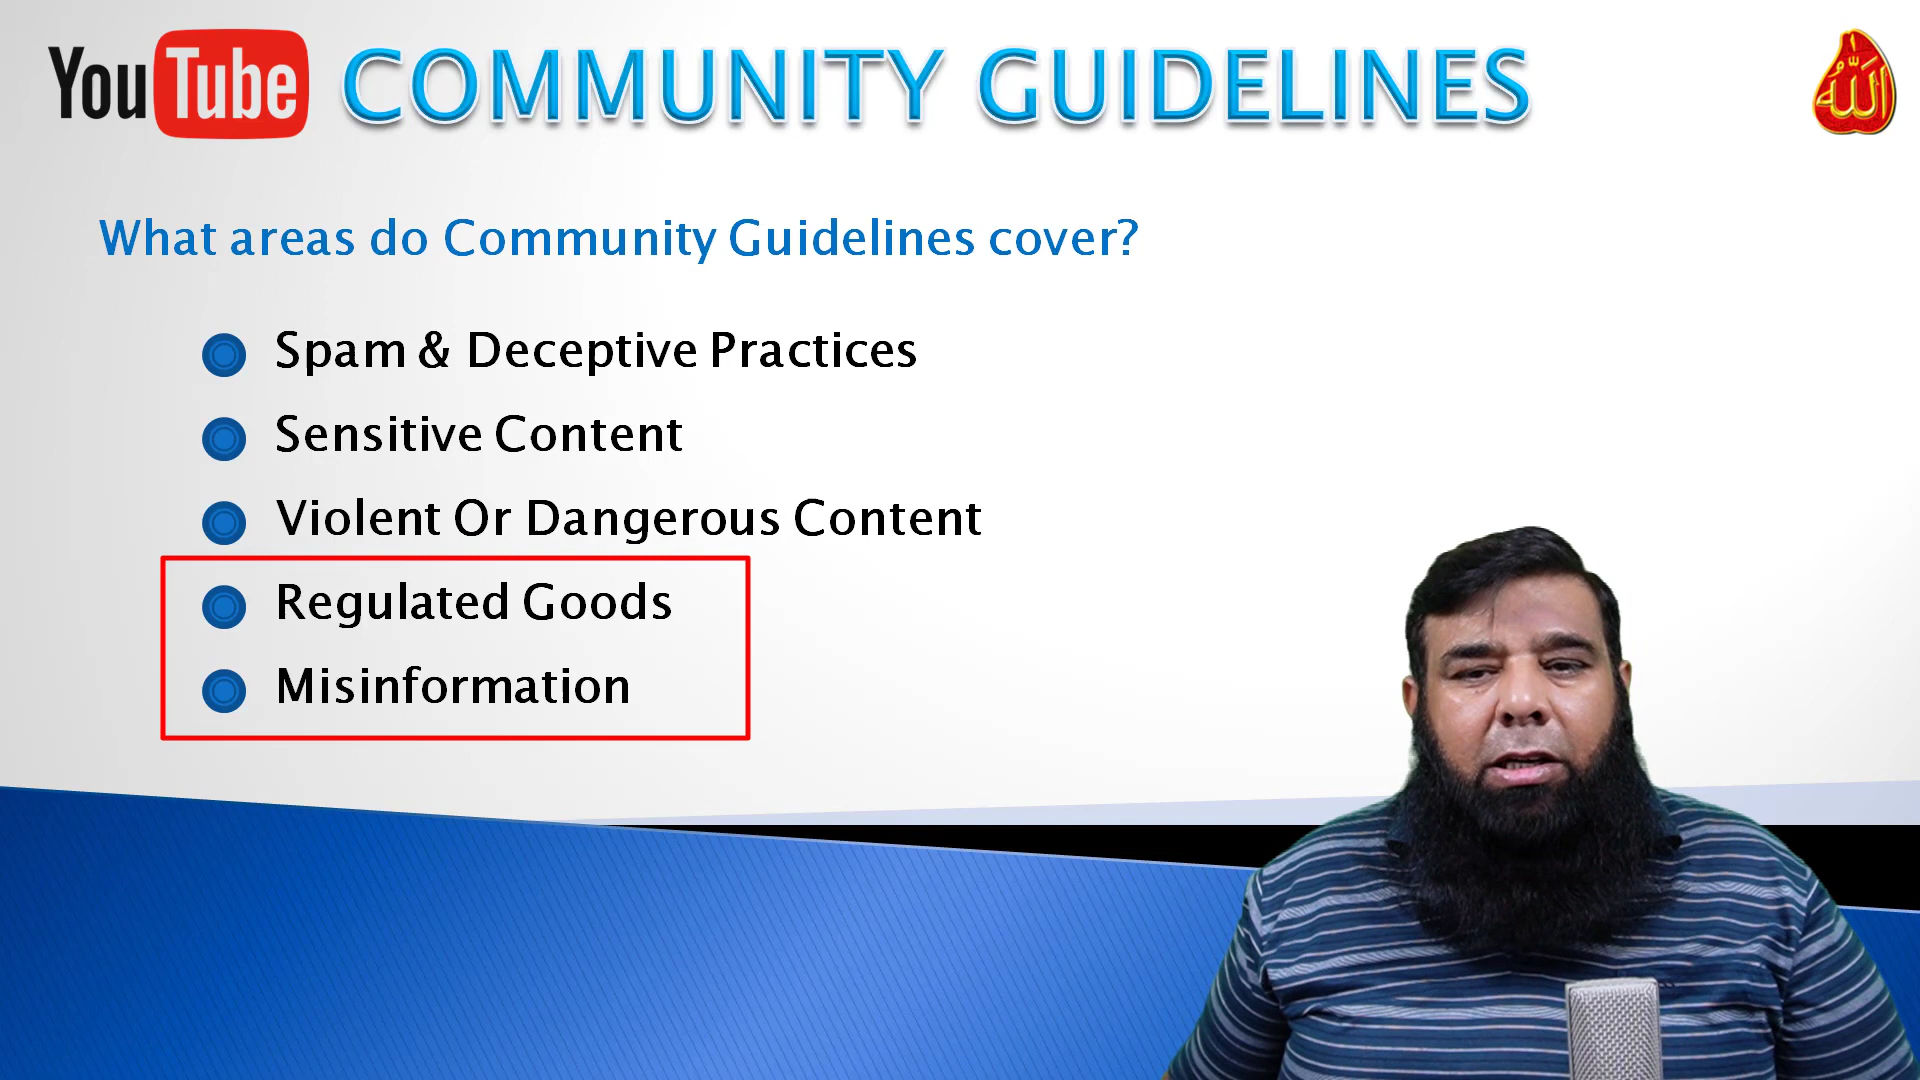 YouTube COMMUNITY GUIDELINES
الله
What areas do Community Guidelines cover?
Spam & Deceptive Practices
Sensitive Content
Violent Or Dangerous Content
Regulated Goods
Misinformation